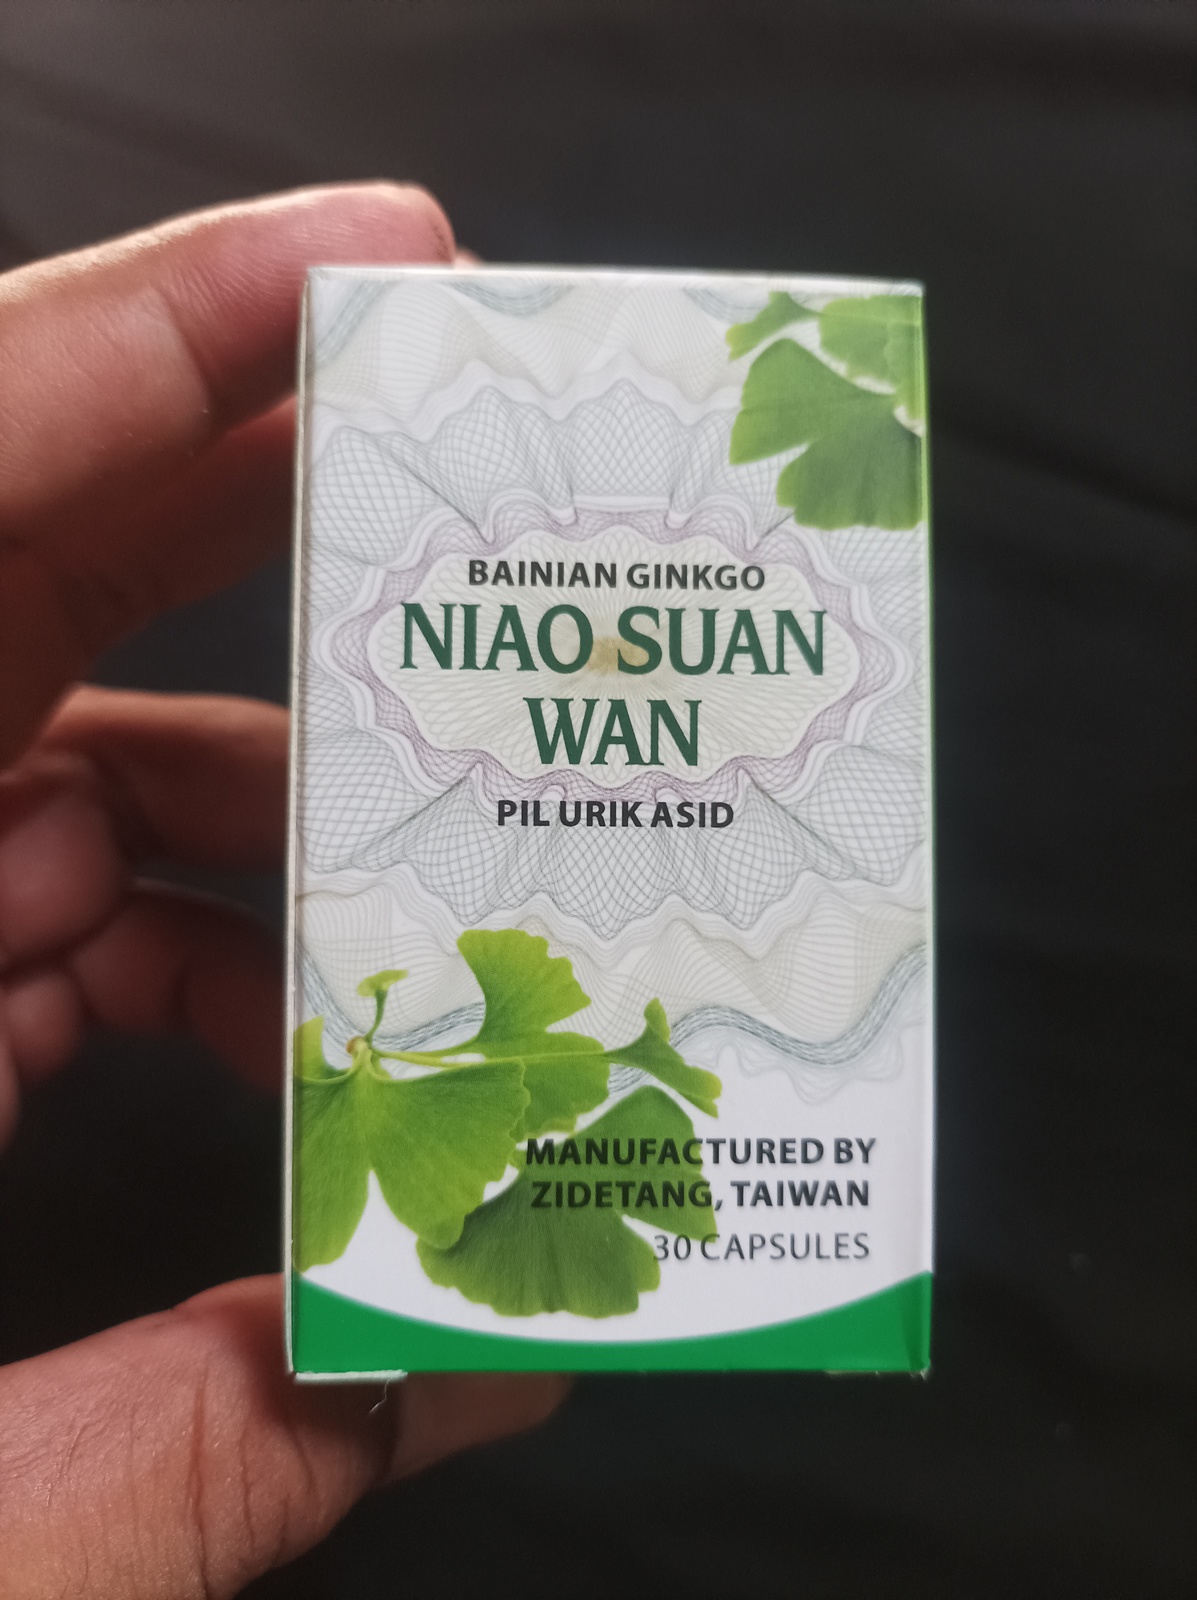 BAINIAN GINKGO
NIAO SUAN
WAN
PIL URIK ASID
MANUFACTURED BY
ZIDETANG, TAIWAN
30 CAPSULES